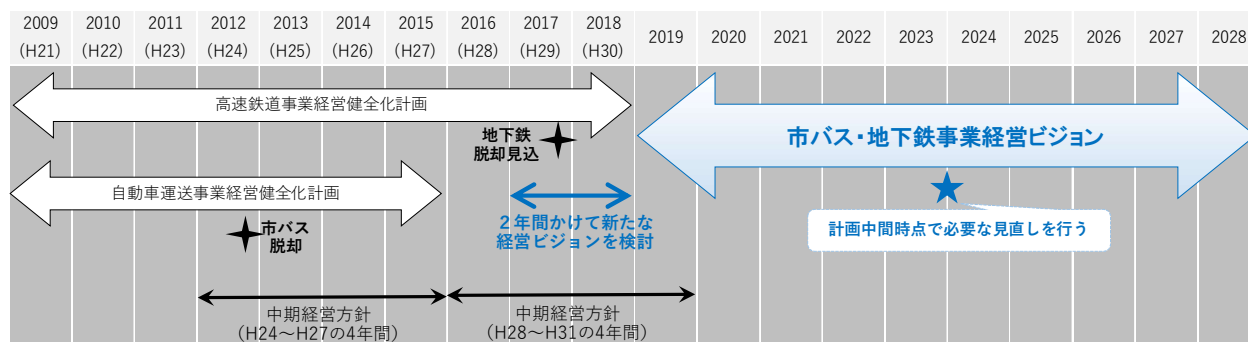 2009 2010 2011 2012 2013 2014 2015 2016 2017 2018 2019 2020 2021 2022 2023 2024 2025 2026 2027 2028
(H21) (H22) (H23) (H24) (H25) (H26) (H27) (H28) (H29) (H30)
高速鉄道事業経営健全化計画
地下鉄
脱却見込
市バス・地下鉄事業経営ビジョン
自動車運送事業経営健全化計画
市バス
脱却
２年間かけて新たな
経営ビジョンを検討
計画中間時点で必要な見直しを行う
中期経営方針
(H24～H27の4年間)
中期経営方針
(H28～H31の4年間)